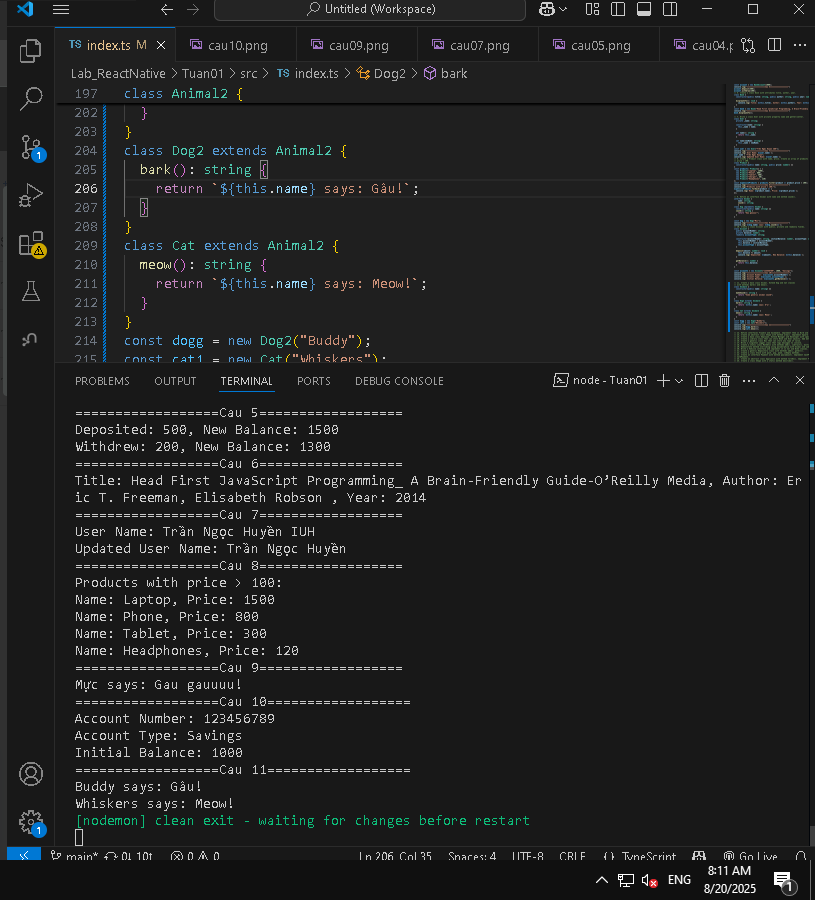 Untitled (Workspace)
TS index.ts M
cau10.png
cau09.png
cau07.png
cau05.png
cau04.p
Lab_ReactNative > Tuan01 > src > TS index.ts > Dog2 > bark
197 class Animal2 {
202 }
203 }
204 class Dog2 extends Animal2 {
205 bark(): string {
206 return `${this.name} says: Gâu!`;
207 }
208 }
209 class Cat extends Animal2 {
210 meow(): string {
211 return `${this.name} says: Meow!`;
212 }
213 }
214 const dogg = new Dog2("Buddy");
215 const cat1 = new Cat("Whiskers");
PROBLEMS OUTPUT TERMINAL PORTS DEBUG CONSOLE node - Tuan01
==================Cau 5==================
Deposited: 500, New Balance: 1500
Withdrew: 200, New Balance: 1300
==================Cau 6==================
Title: Head First JavaScript Programming_ A Brain-Friendly Guide-O’Reilly Media, Author: Er
ic T. Freeman, Elisabeth Robson , Year: 2014
==================Cau 7==================
User Name: Trần Ngọc Huyền IUH
Updated User Name: Trần Ngọc Huyền
==================Cau 8==================
Products with price > 100:
Name: Laptop, Price: 1500
Name: Phone, Price: 800
Name: Tablet, Price: 300
Name: Headphones, Price: 120
==================Cau 9==================
Mực says: Gau gauuuu!
==================Cau 10==================
Account Number: 123456789
Account Type: Savings
Initial Balance: 1000
==================Cau 11==================
Buddy says: Gâu!
Whiskers says: Meow!
[nodemon] clean exit - waiting for changes before restart
main* 0↓ 10↑ 0 0 Ln 206, Col 35 Spaces: 4 UTF-8 CRLF {} TypeScript Go Live
ENG
8:11 AM
8/20/2025
1